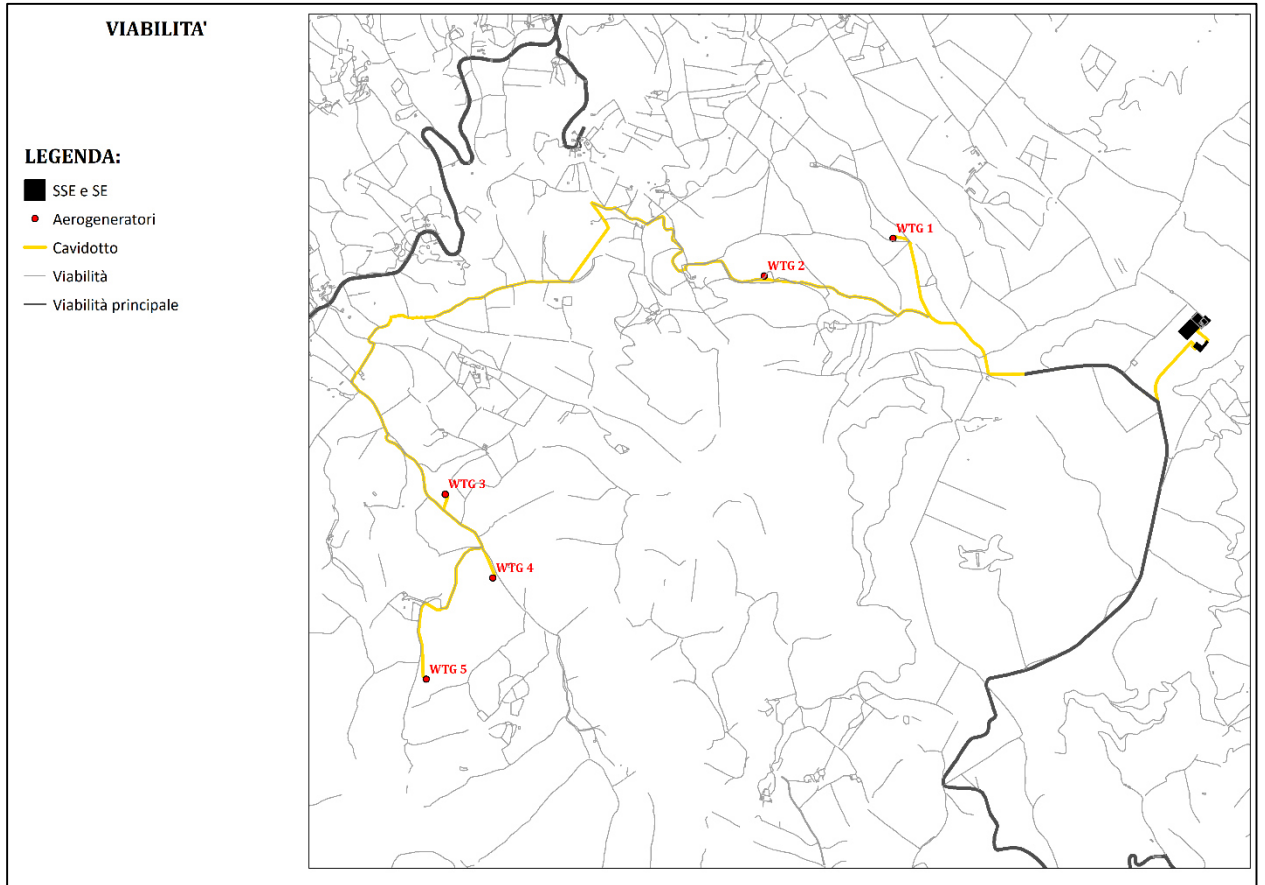 VIABILITA'
LEGENDA:
SSE e SE
Aerogeneratori
Cavidotto
Viabilità
Viabilità principale
WTG 1
WTG 2
WTG 3
WTG 4
WTG 5